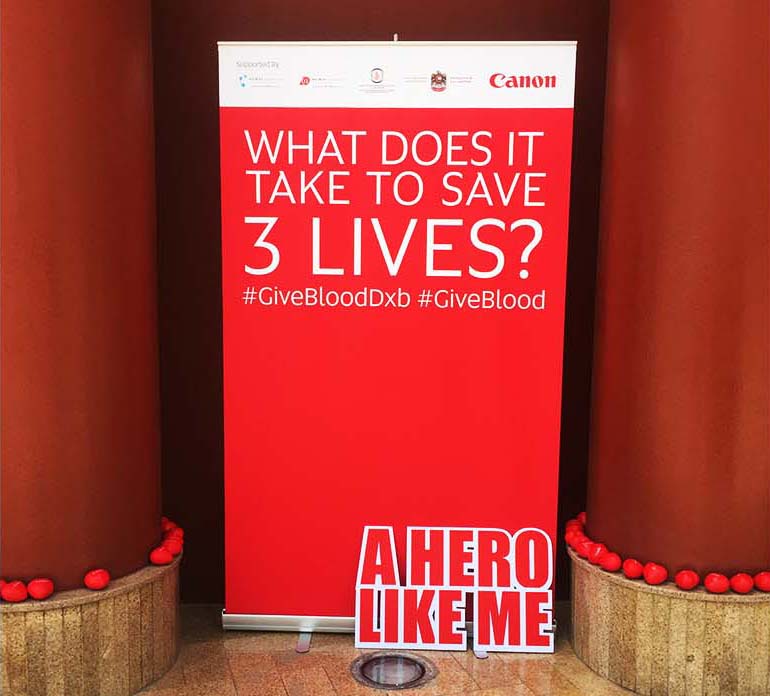 Supported By
Canon
WHAT DOES IT
TAKE TO SAVE
3 LIVES?
#GiveBloodDxb #GiveBlood
A HERO
LIKE ME